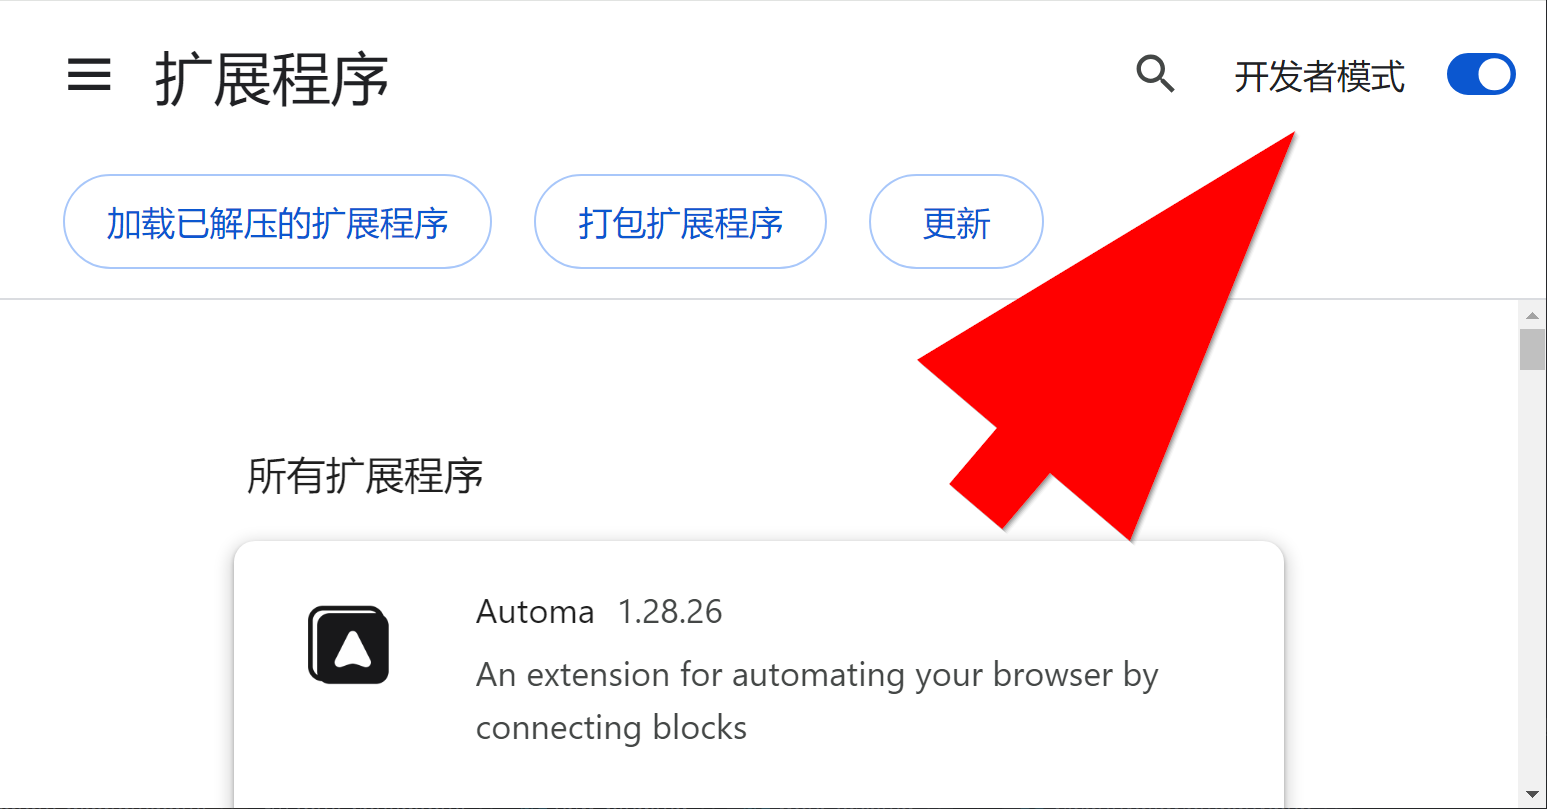 扩展程序
开发者模式
加载已解压的扩展程序
打包扩展程序
更新
所有扩展程序
Automa 1.28.26
An extension for automating your browser by
connecting blocks